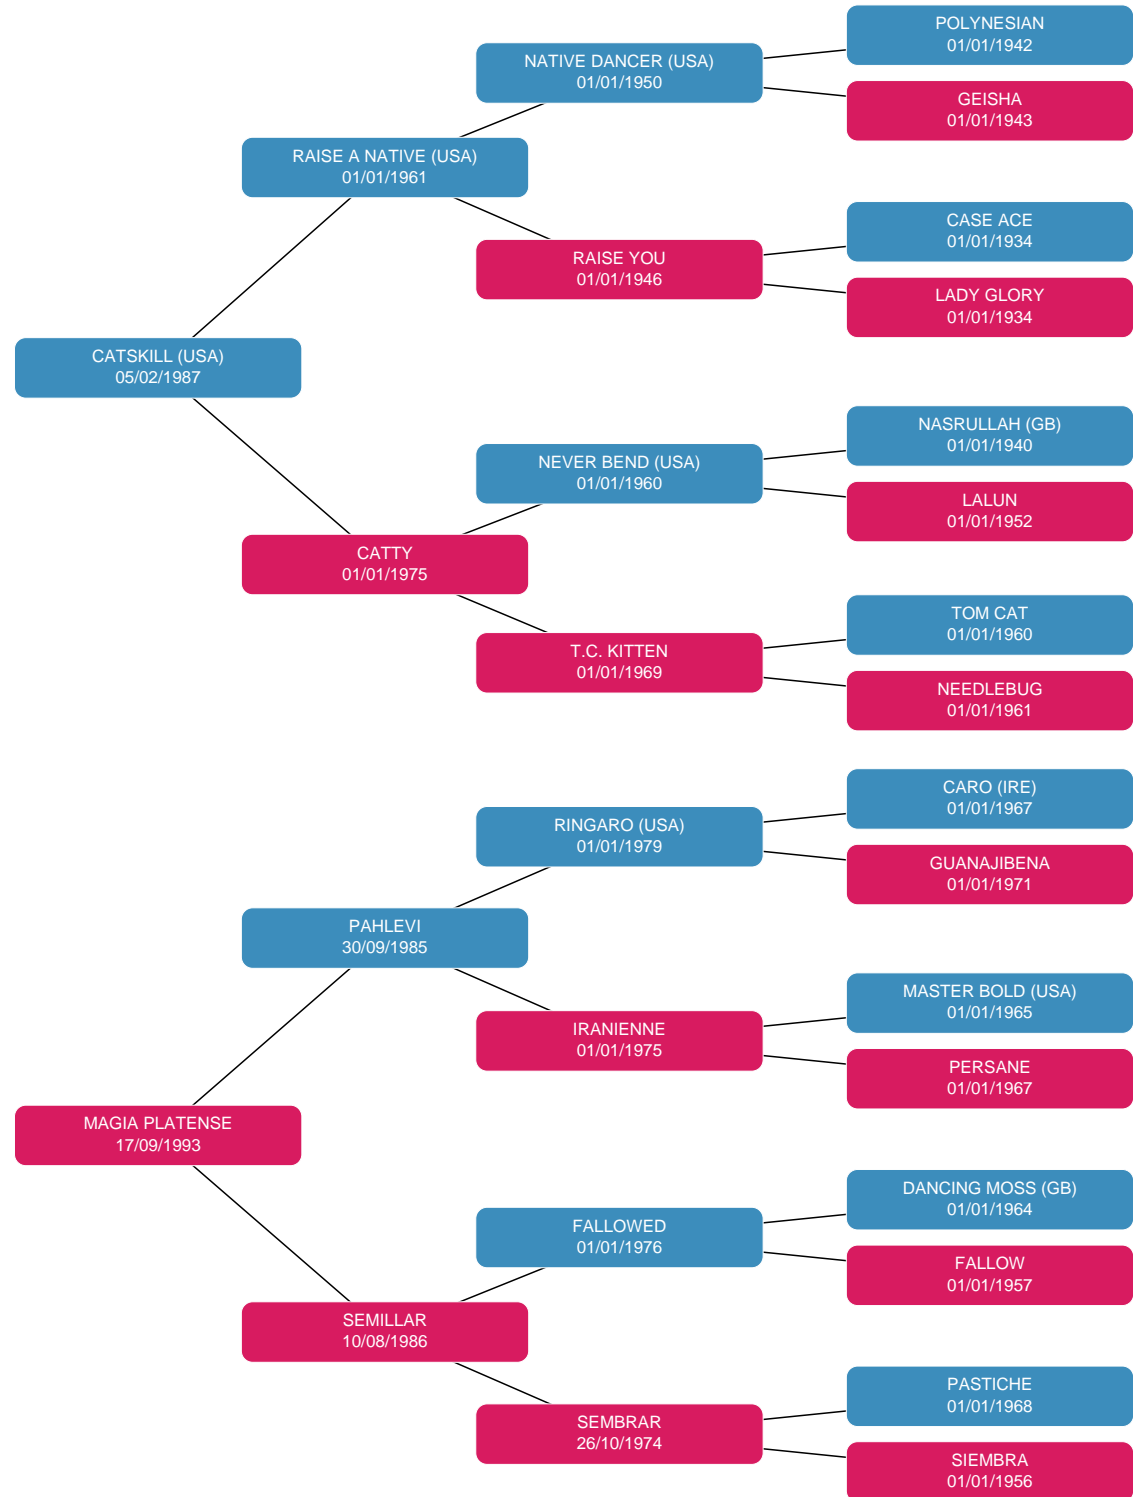 POLYNESIAN
01/01/1942
NATIVE DANCER (USA)
01/01/1950
GEISHA
01/01/1943
RAISE A NATIVE (USA)
01/01/1961
CASE ACE
01/01/1934
RAISE YOU
01/01/1946
LADY GLORY
01/01/1934
CATSKILL (USA)
05/02/1987
NASRULLAH (GB)
01/01/1940
NEVER BEND (USA)
01/01/1960
LALUN
01/01/1952
CATTY
01/01/1975
TOM CAT
01/01/1960
T.C. KITTEN
01/01/1969
NEEDLEBUG
01/01/1961
CARO (IRE)
01/01/1967
RINGARO (USA)
01/01/1979
GUANAJIBENA
01/01/1971
PAHLEVI
30/09/1985
MASTER BOLD (USA)
01/01/1965
IRANIENNE
01/01/1975
PERSANE
01/01/1967
MAGIA PLATENSE
17/09/1993
DANCING MOSS (GB)
01/01/1964
FALLOWED
01/01/1976
FALLOW
01/01/1957
SEMILLAR
10/08/1986
PASTICHE
01/01/1968
SEMBRAR
26/10/1974
SIEMBRA
01/01/1956